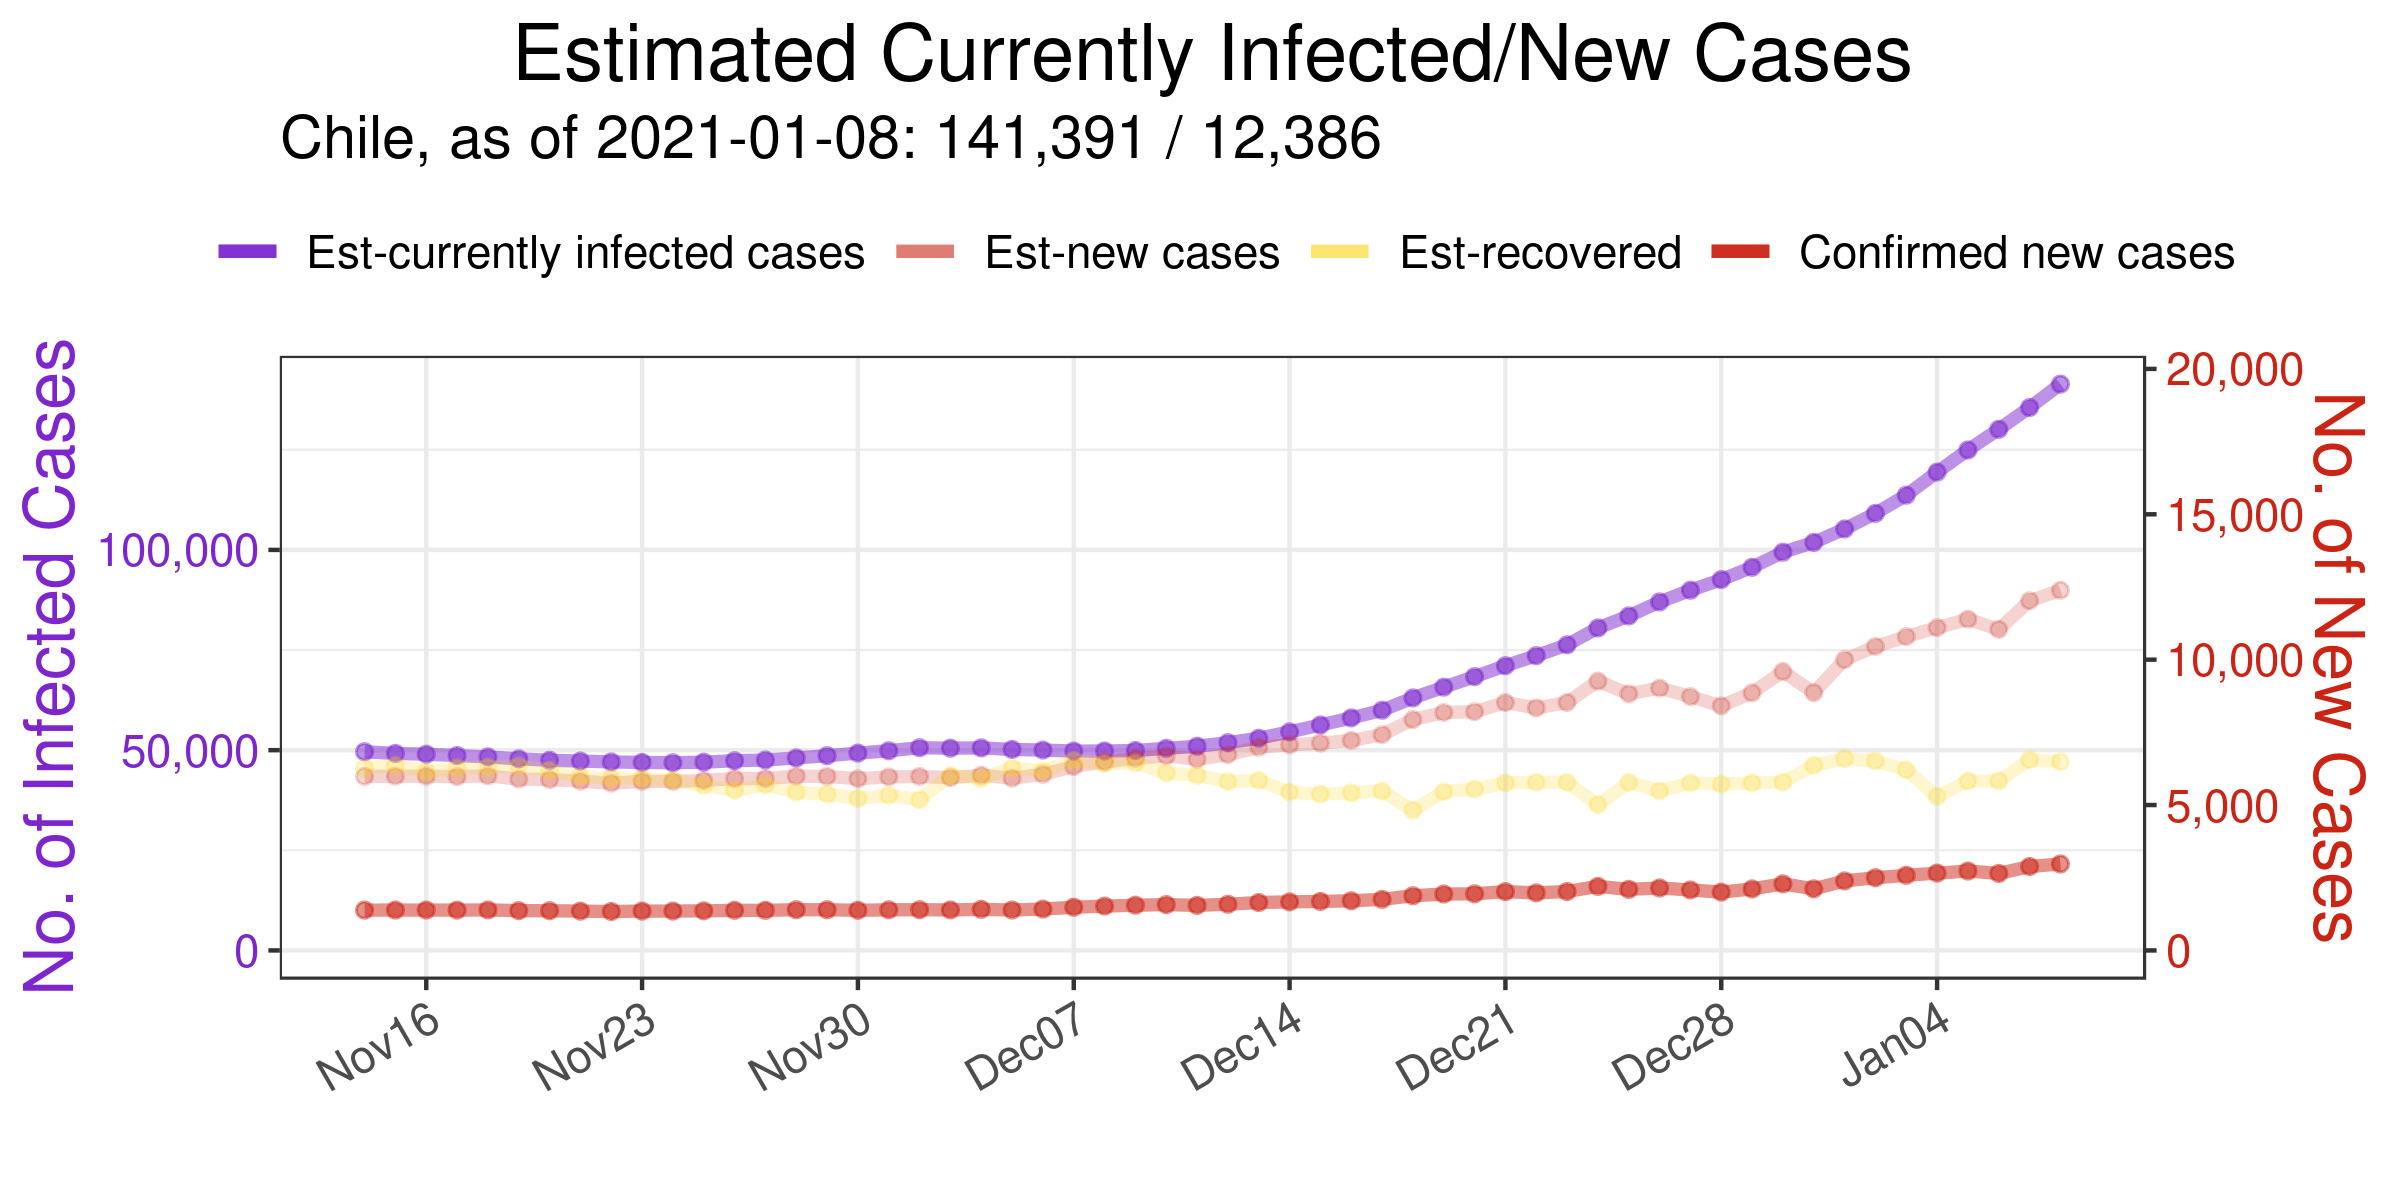 Estimated Currently Infected/New Cases
Chile, as of 2021-01-08: 141,391 / 12,386
Est-currently infected cases Est-new cases Est-recovered Confirmed new cases
No. of Infected Cases
100,000
50,000
0
20,000
15,000
10,000
5,000
0
No. of New Cases
Nov16 Nov23 Nov30 Dec07 Dec14 Dec21 Dec28 Jan04